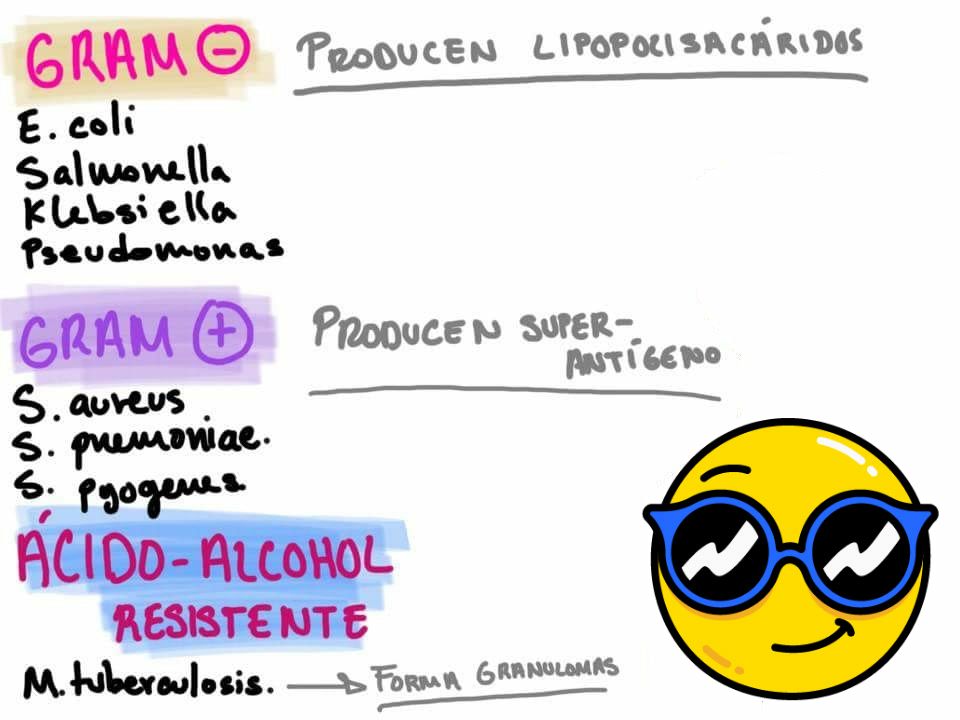 GRAM ⊖ PRODUCEN LIPOPOLISACÁRIDOS
E. coli
Salmonella
Klebsiella
Pseudomonas
GRAM ⊕ PRODUCEN SUPER-
ANTÍGENO
S. aureus
S. pnemoniae.
S. pyogenes
ÁCIDO-ALCOHOL
RESISTENTE
M. tuberculosis. → FORMA GRANULOMAS